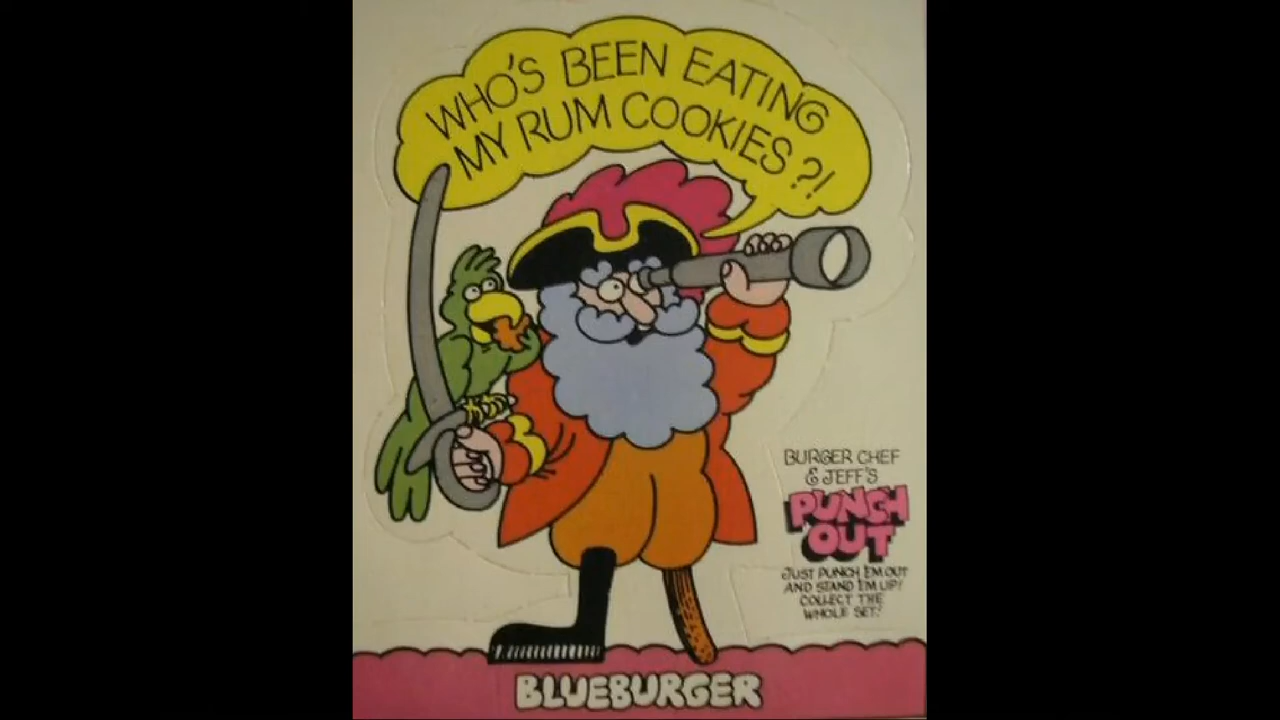 WHO'S BEEN EATING
MY RUM COOKIES?!
BURGER CHEF
& JEFF'S
PUNCH
OUT
JUST PUNCH 'EM OUT
AND STAND 'EM UP!
COLLECT THE
WHOLE SET!
BLUEBURGER